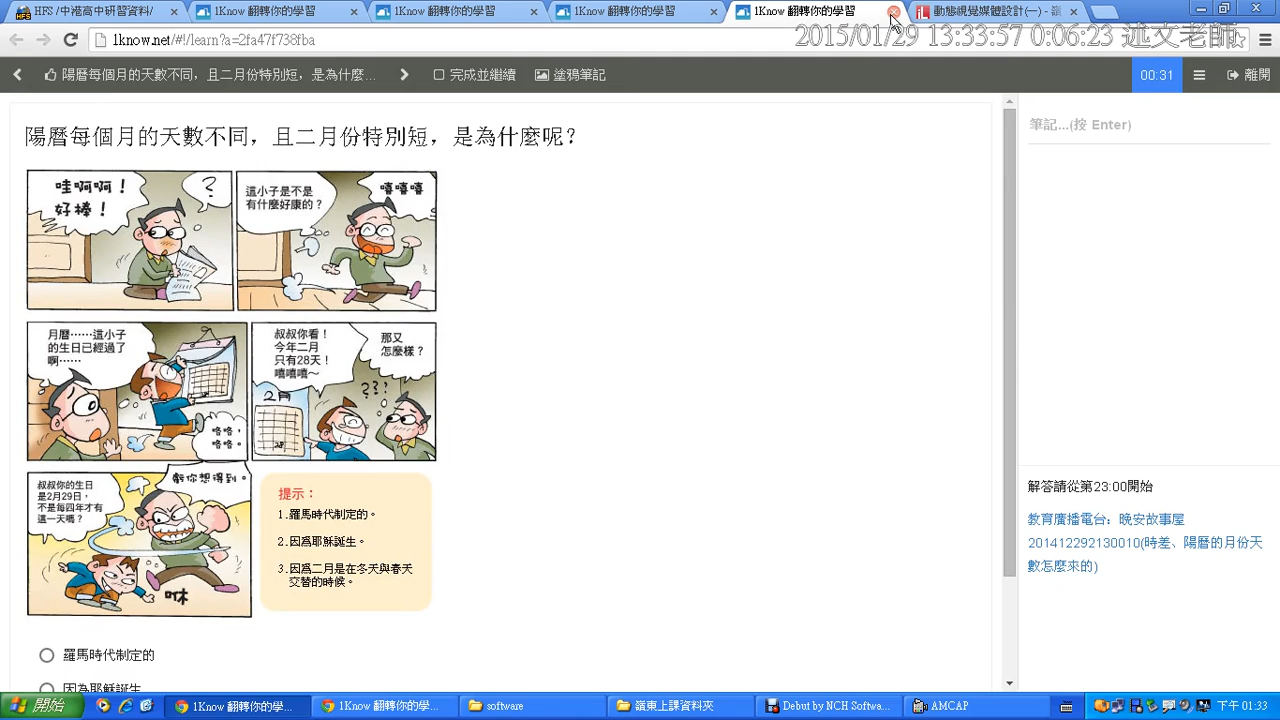 HFS /中港高中研習資料/
1Know 翻轉你的學習
1Know 翻轉你的學習
1Know 翻轉你的學習
1Know 翻轉你的學習
動態視覺媒體設計(一) - 嶺
1know.net/#!/learn?a=2fa47f738fba
2015/01/29 13:33:57 0:06:23 述文老師
陽曆每個月的天數不同，且二月份特別短，是為什麼...
完成並繼續
塗鴉筆記
00:31
離開
陽曆每個月的天數不同，且二月份特別短，是為什麼呢？
哇啊啊！
好棒！
？
這小子是不是
有什麼好康的？
嘻嘻嘻
月曆……這小子
的生日已經過了
啊……
咯咯，
咯咯。
叔叔你看！
今年二月
只有28天！
嘻嘻嘻～
那又
怎麼樣？
???
2月
28
叔叔你的生日
是2月29日，
不是每四年才有
這一天嗎？
虧你想得到。
咻
提示：
1.羅馬時代制定的。
2.因為耶穌誕生。
3.因為二月是在冬天與春天
交替的時候。
羅馬時代制定的
因為耶穌誕生
筆記...(按 Enter)
解答請從第23:00開始
教育廣播電台：晚安故事屋
201412292130010(時差、陽曆的月份天
數怎麼來的)
開始
1Know 翻轉你的學...
1Know 翻轉你的學...
software
嶺東上課資料夾
Debut by NCH Softwa...
AMCAP
下午 01:33